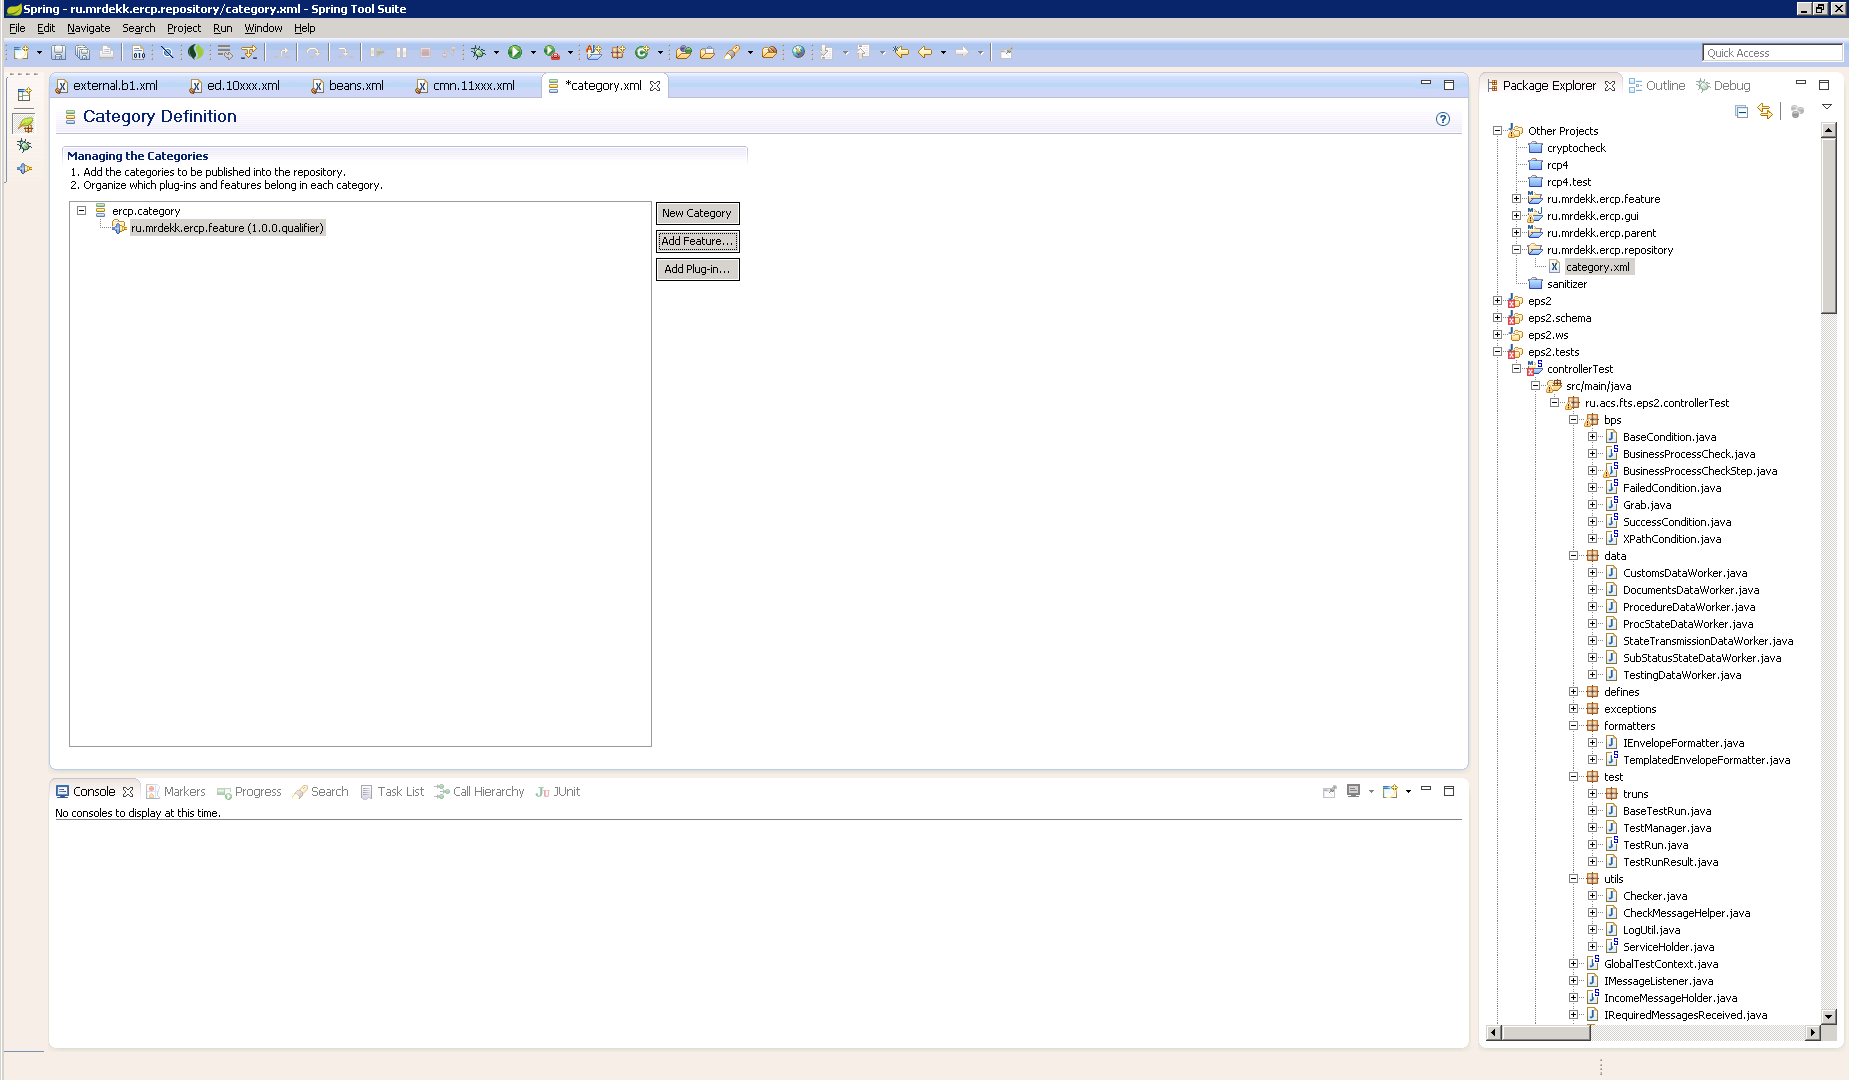 Spring - ru.mrdekk.ercp.repository/category.xml - Spring Tool Suite
File Edit Navigate Search Project Run Window Help
Quick Access
external.b1.xml ed.10xxx.xml beans.xml cmn.11xxx.xml *category.xml
Category Definition
Managing the Categories
1. Add the categories to be published into the repository.
2. Organize which plug-ins and features belong in each category.
ercp.category
ru.mrdekk.ercp.feature (1.0.0.qualifier)
New Category
Add Feature...
Add Plug-in...
Console Markers Progress Search Task List Call Hierarchy JUnit
No consoles to display at this time.
Package Explorer Outline Debug
Other Projects
cryptocheck
rcp4
rcp4.test
ru.mrdekk.ercp.feature
ru.mrdekk.ercp.gui
ru.mrdekk.ercp.parent
ru.mrdekk.ercp.repository
category.xml
sanitizer
eps2
eps2.schema
eps2.ws
eps2.tests
controllerTest
src/main/java
ru.acs.fts.eps2.controllerTest
bps
BaseCondition.java
BusinessProcessCheck.java
BusinessProcessCheckStep.java
FailedCondition.java
Grab.java
SuccessCondition.java
XPathCondition.java
data
CustomsDataWorker.java
DocumentsDataWorker.java
ProcedureDataWorker.java
ProcStateDataWorker.java
StateTransmissionDataWorker.java
SubStatusStateDataWorker.java
TestingDataWorker.java
defines
exceptions
formatters
IEnvelopeFormatter.java
TemplatedEnvelopeFormatter.java
test
truns
BaseTestRun.java
TestManager.java
TestRun.java
TestRunResult.java
utils
Checker.java
CheckMessageHelper.java
LogUtil.java
ServiceHolder.java
GlobalTestContext.java
IMessageListener.java
IncomeMessageHolder.java
IRequiredMessagesReceived.java